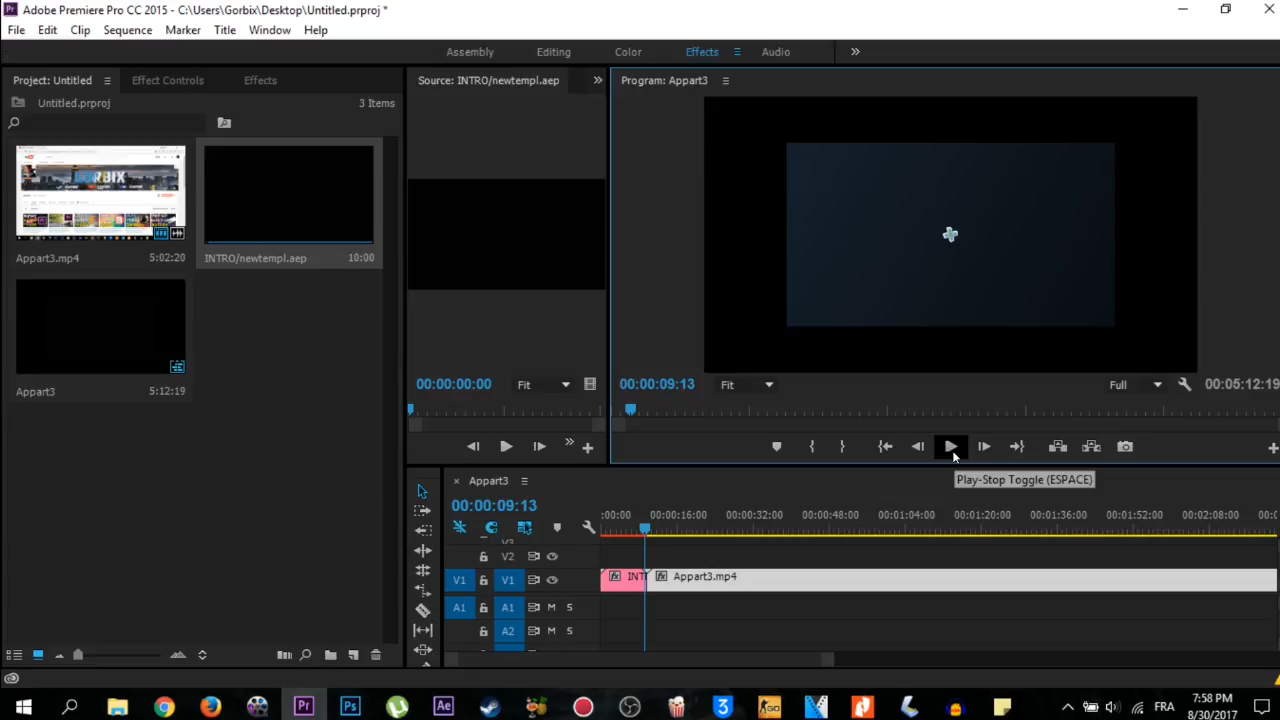 Adobe Premiere Pro CC 2015 - C:\Users\Gorbix\Desktop\Untitled.prproj *
File Edit Clip Sequence Marker Title Window Help
Assembly Editing Color Effects Audio
Project: Untitled Effect Controls Effects
Source: INTRO/newtempl.aep
Program: Appart3
Untitled.prproj 3 Items
Appart3.mp4 5:02:20
INTRO/newtempl.aep 10:00
Appart3 5:12:19
00:00:00:00 Fit
00:00:09:13 Fit Full 00:05:12:19
Play-Stop Toggle (ESPACE)
× Appart3
00:00:09:13
:00:00 00:00:16:00 00:00:32:00 00:00:48:00 00:01:04:00 00:01:20:00 00:01:36:00 00:01:52:00 00:02:08:00
V2
V1 V1 INT Appart3.mp4
A1 A1 M S
A2 M S
Pr Ps Ae 3 GO
FRA
7:58 PM
8/30/2017